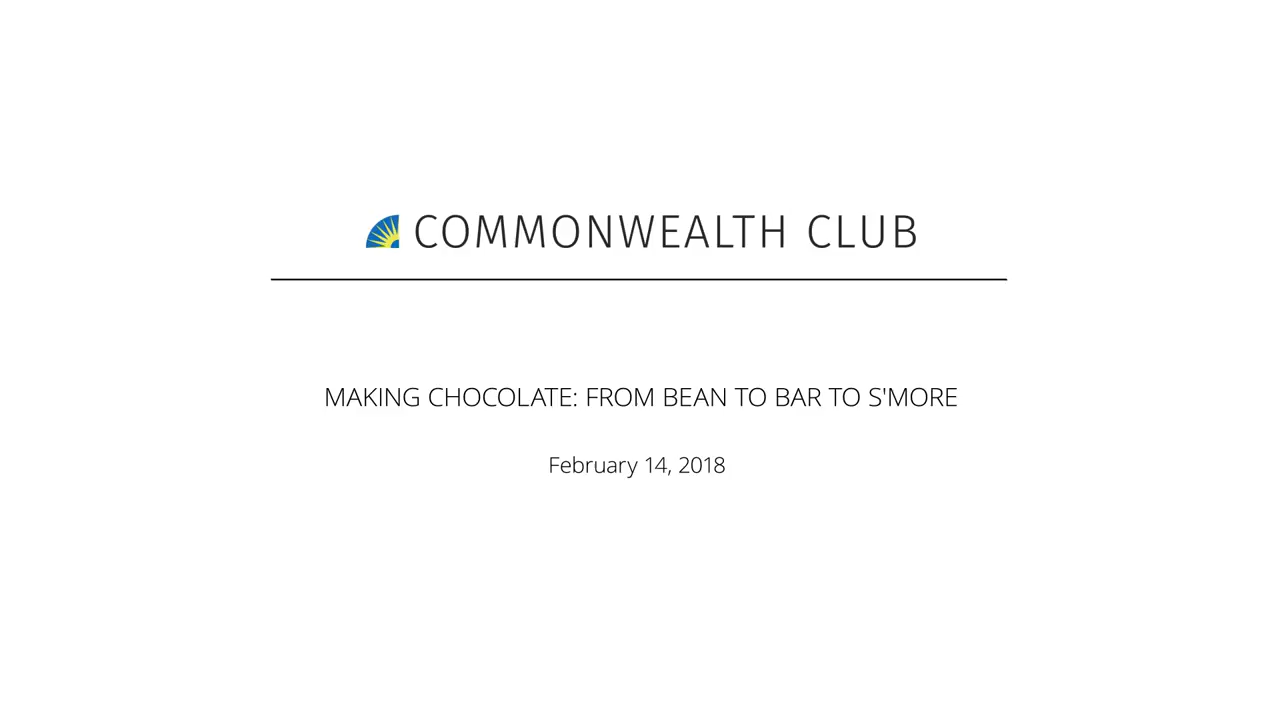 COMMONWEALTH CLUB
MAKING CHOCOLATE: FROM BEAN TO BAR TO S'MORE
February 14, 2018